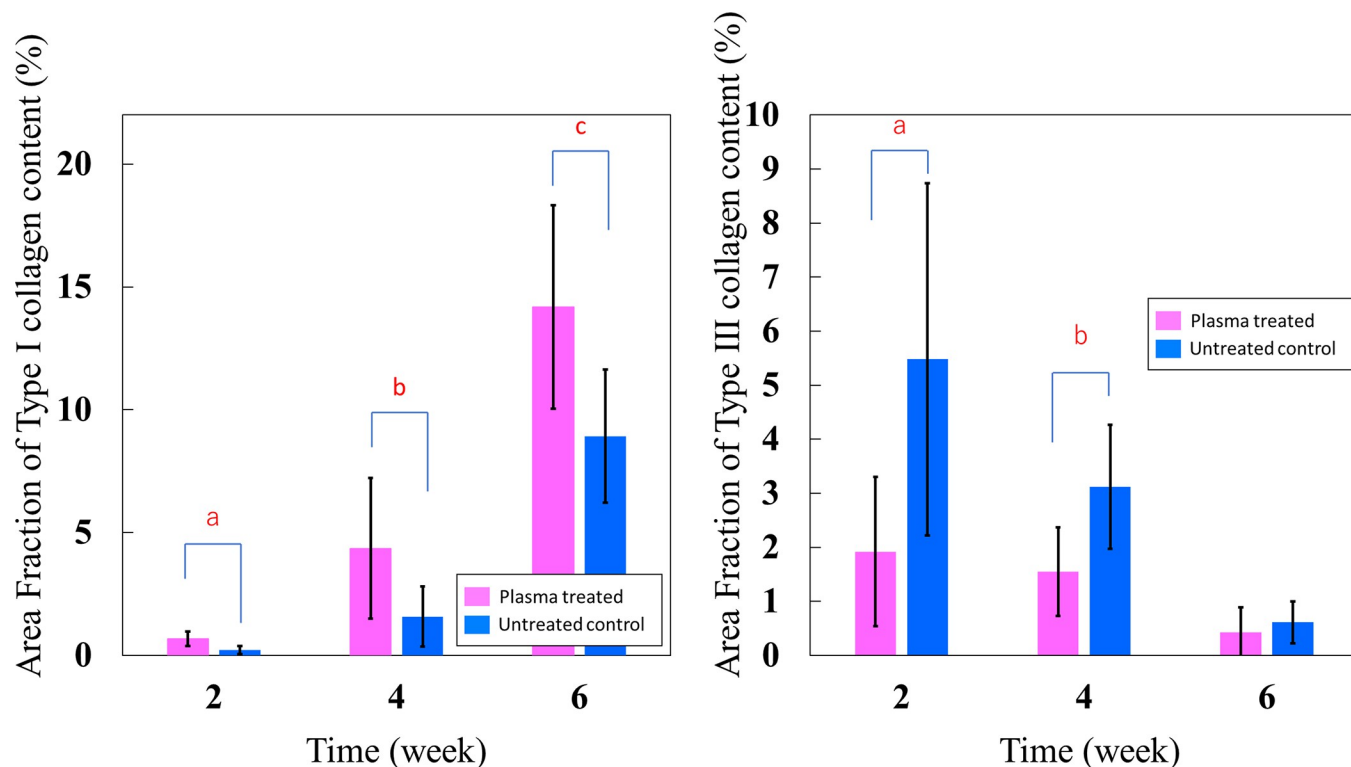 Area Fraction of Type I collagen content (%)
20
15
10
5
0
a
b
c
Plasma treated
Untreated control
2
4
6
Time (week)
Area Fraction of Type III collagen content (%)
10
9
8
7
6
5
4
3
2
1
0
a
b
Plasma treated
Untreated control
2
4
6
Time (week)